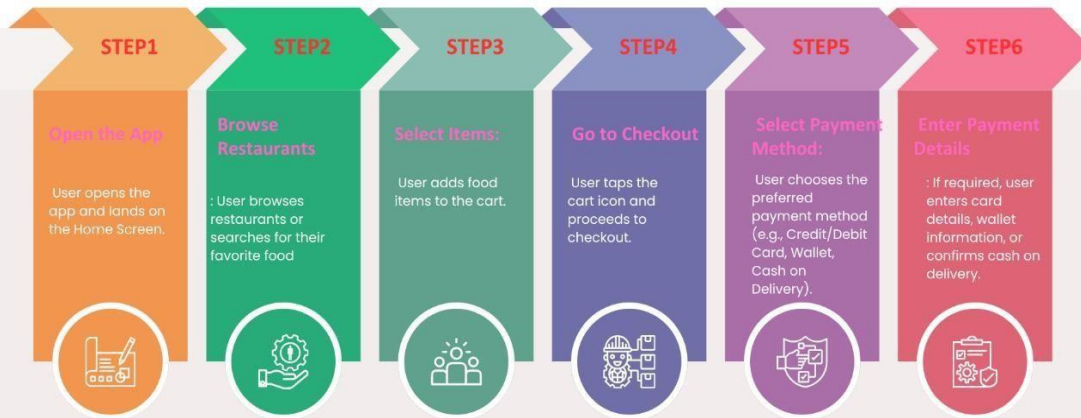 STEP1
Open the App
User opens the
app and lands on
the Home Screen.
STEP2
Browse
Restaurants
: User browses
restaurants or
searches for their
favorite food
STEP3
Select Items:
User adds food
items to the cart.
STEP4
Go to Checkout
User taps the
cart icon and
proceeds to
checkout.
STEP5
Select Payment
Method:
User chooses the
preferred
payment method
(e.g., Credit/Debit
Card, Wallet,
Cash on
Delivery).
STEP6
Enter Payment
Details
: If required, user
enters card
details, wallet
information, or
confirms cash on
delivery.